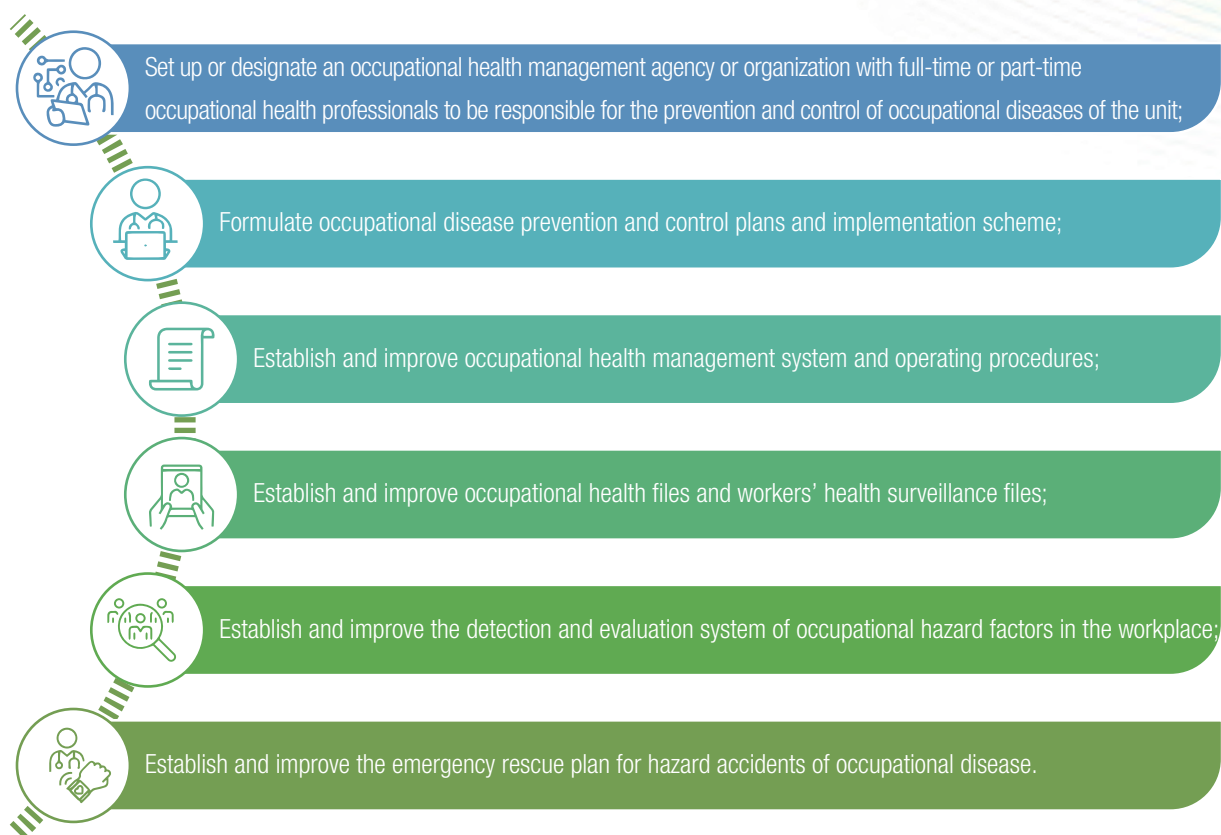 Set up or designate an occupational health management agency or organization with full-time or part-time
occupational health professionals to be responsible for the prevention and control of occupational diseases of the unit;
Formulate occupational disease prevention and control plans and implementation scheme;
Establish and improve occupational health management system and operating procedures;
Establish and improve occupational health files and workers’ health surveillance files;
Establish and improve the detection and evaluation system of occupational hazard factors in the workplace;
Establish and improve the emergency rescue plan for hazard accidents of occupational disease.